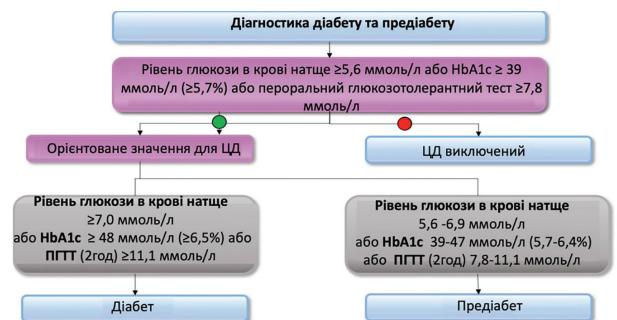 Діагностика діабету та предіабету
Рівень глюкози в крові натще ≥5,6 ммоль/л або HbA1c ≥ 39
ммоль/л (≥5,7%) або пероральний глюкозотолерантний тест ≥7,8
ммоль/л
Орієнтоване значення для ЦД
ЦД виключений
Рівень глюкози в крові натще
≥7,0 ммоль/л
або HbA1c ≥ 48 ммоль/л (≥6,5%) або
ПГТТ (2год) ≥11,1 ммоль/л
Рівень глюкози в крові натще
5,6 -6,9 ммоль/л
або HbA1c 39-47 ммоль/л (5,7-6,4%)
або ПГТТ (2год) 7,8-11,1 ммоль/л
Діабет
Предіабет